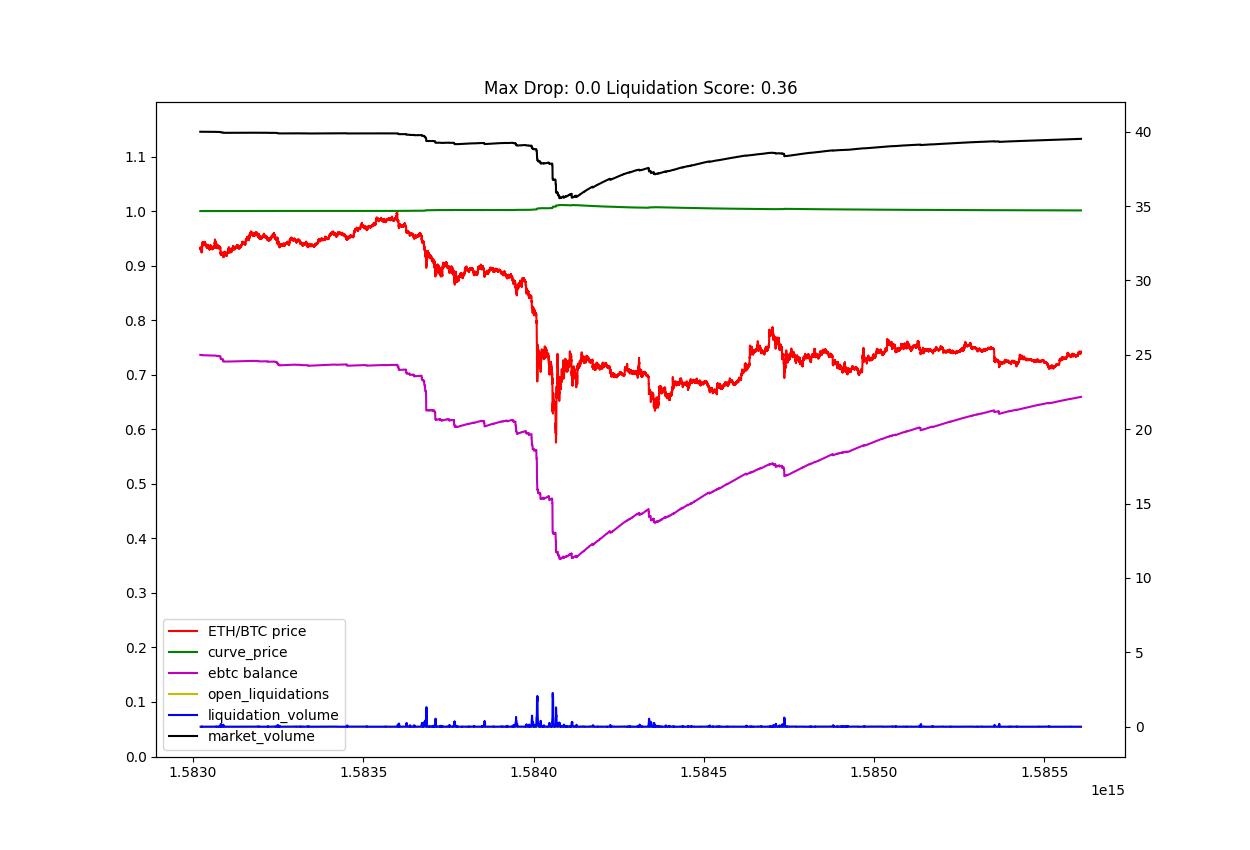 Max Drop: 0.0 Liquidation Score: 0.36
1.1
1.0
0.9
0.8
0.7
0.6
0.5
0.4
0.3
0.2
0.1
0.0
40
35
30
25
20
15
10
5
0
ETH/BTC price
curve_price
ebtc balance
open_liquidations
liquidation_volume
market_volume
1.5830 1.5835 1.5840 1.5845 1.5850 1.5855
1e15